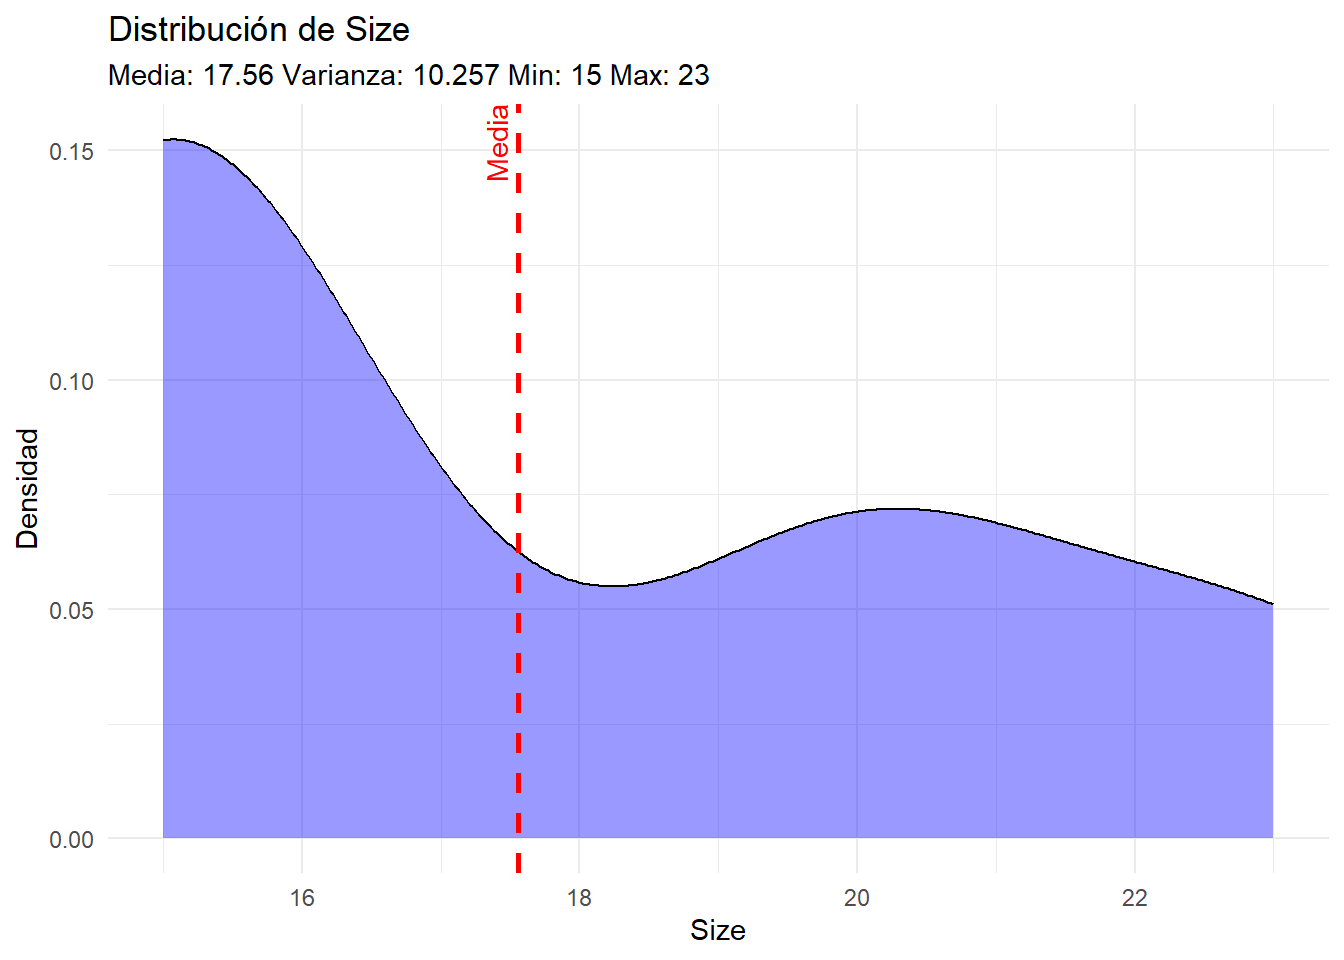 Distribución de Size
Media: 17.56 Varianza: 10.257 Min: 15 Max: 23
Media
0.15
0.10
0.05
0.00
Densidad
16 18 20 22
Size